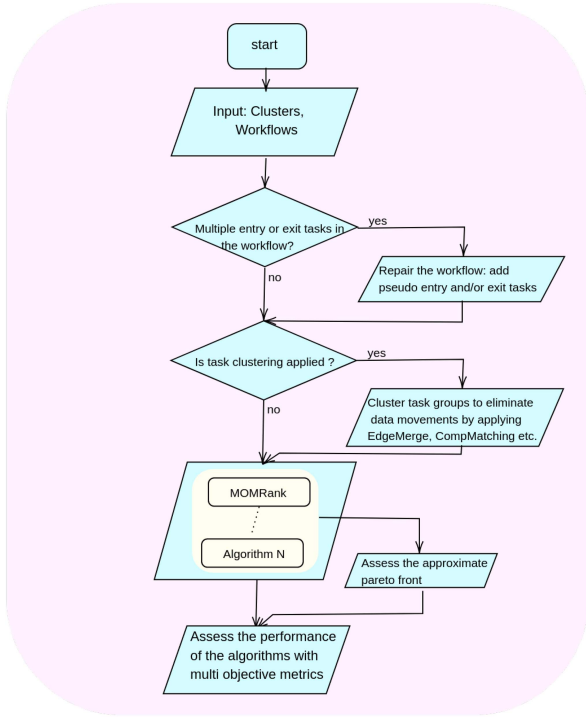 start
Input: Clusters,
Workflows
Multiple entry or exit tasks in
the workflow?
yes
Repair the workflow: add
pseudo entry and/or exit tasks
no
Is task clustering applied ?
yes
Cluster task groups to eliminate
data movements by applying
EdgeMerge, CompMatching etc.
no
MOMRank
Algorithm N
Assess the approximate
pareto front
Assess the performance
of the algorithms with
multi objective metrics